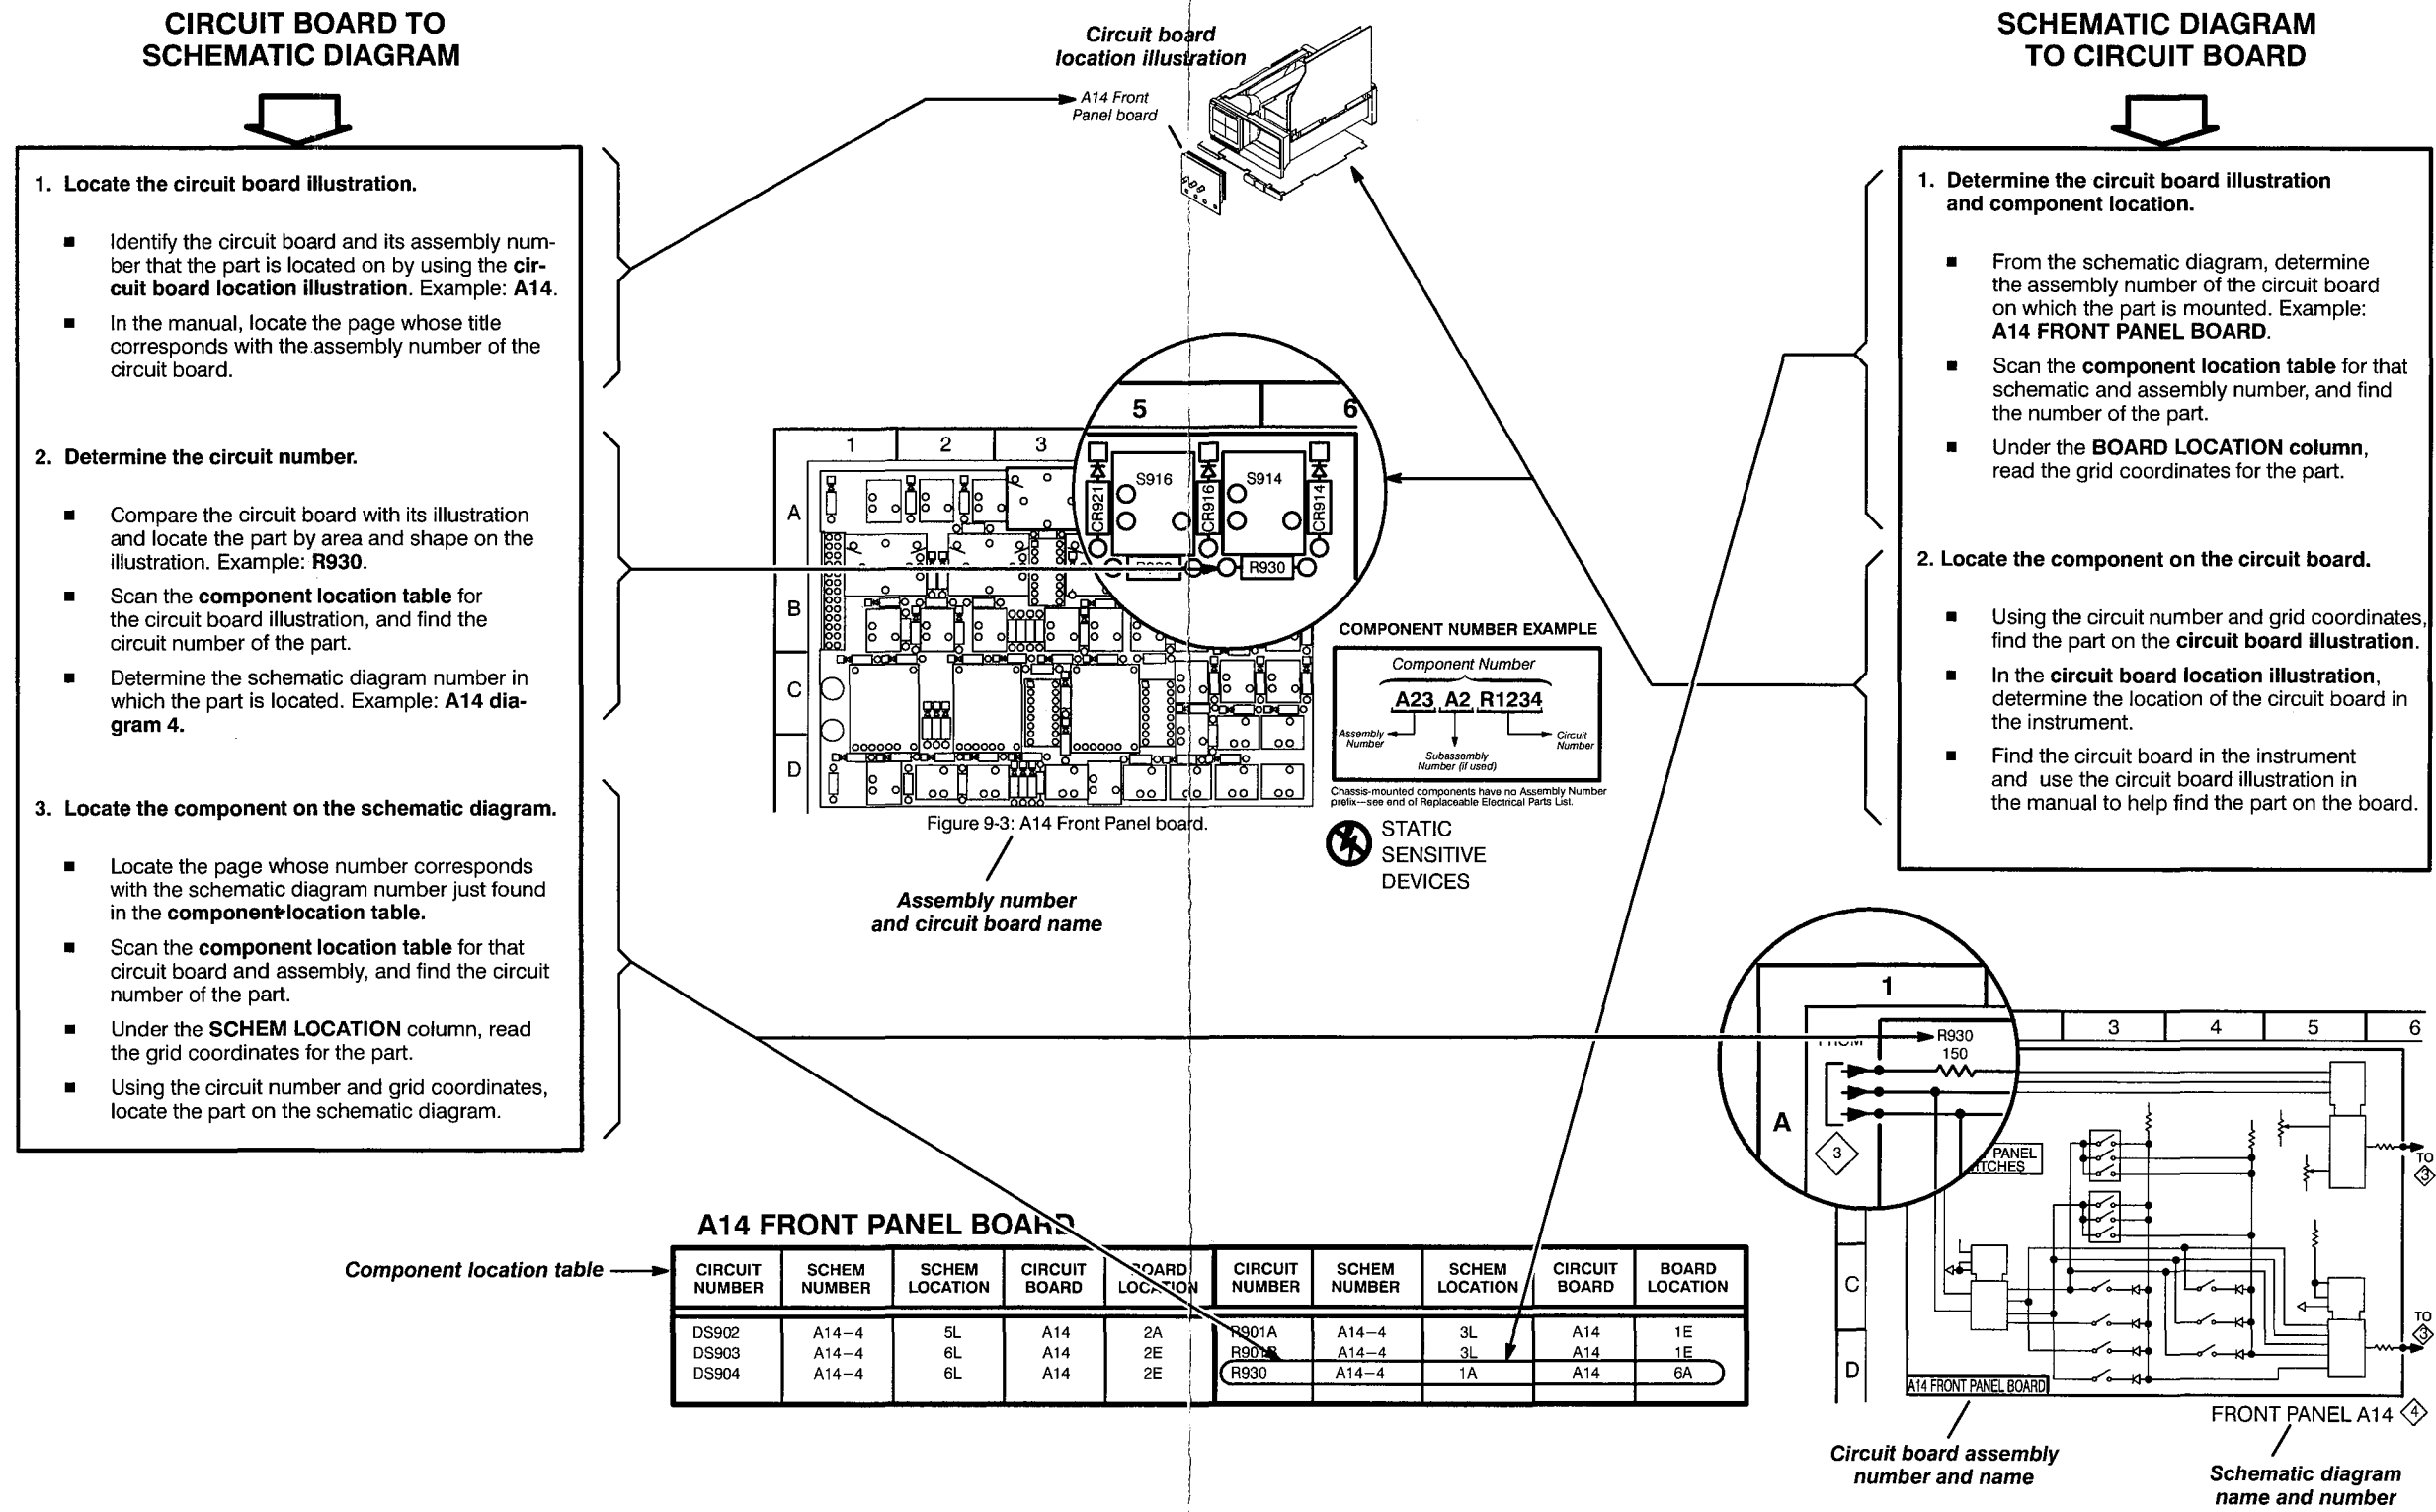 CIRCUIT BOARD TO
SCHEMATIC DIAGRAM
1. Locate the circuit board illustration.
■ Identify the circuit board and its assembly num-
ber that the part is located on by using the cir-
cuit board location illustration. Example: A14.
■ In the manual, locate the page whose title
corresponds with the assembly number of the
circuit board.
2. Determine the circuit number.
■ Compare the circuit board with its illustration
and locate the part by area and shape on the
illustration. Example: R930.
■ Scan the component location table for
the circuit board illustration, and find the
circuit number of the part.
■ Determine the schematic diagram number in
which the part is located. Example: A14 dia-
gram 4.
3. Locate the component on the schematic diagram.
■ Locate the page whose number corresponds
with the schematic diagram number just found
in the component location table.
■ Scan the component location table for that
circuit board and assembly, and find the circuit
number of the part.
■ Under the SCHEM LOCATION column, read
the grid coordinates for the part.
■ Using the circuit number and grid coordinates,
locate the part on the schematic diagram.
Circuit board
location illustration
A14 Front
Panel board
5 6
S916 S914
CR921 CR916 CR914
R930
1 2 3
A
B
C
D
Figure 9-3: A14 Front Panel board.
Assembly number
and circuit board name
COMPONENT NUMBER EXAMPLE
Component Number
A23 A2 R1234
Assembly
Number
Subassembly
Number (if used)
Circuit
Number
Chassis-mounted components have no Assembly Number
prefix—see end of Replaceable Electrical Parts List.
STATIC
SENSITIVE
DEVICES
SCHEMATIC DIAGRAM
TO CIRCUIT BOARD
1. Determine the circuit board illustration
and component location.
■ From the schematic diagram, determine
the assembly number of the circuit board
on which the part is mounted. Example:
A14 FRONT PANEL BOARD.
■ Scan the component location table for that
schematic and assembly number, and find
the number of the part.
■ Under the BOARD LOCATION column,
read the grid coordinates for the part.
2. Locate the component on the circuit board.
■ Using the circuit number and grid coordinates,
find the part on the circuit board illustration.
■ In the circuit board location illustration,
determine the location of the circuit board in
the instrument.
■ Find the circuit board in the instrument
and use the circuit board illustration in
the manual to help find the part on the board.
1
R930
150
A
3
3 4 5 6
PANEL
TO
3
C
TO
3
D
A14 FRONT PANEL BOARD
FRONT PANEL A14 4
Circuit board assembly
number and name
Schematic diagram
name and number
A14 FRONT PANEL BOARD
Component location table
CIRCUIT NUMBER SCHEM NUMBER SCHEM LOCATION CIRCUIT BOARD BOARD LOCATION CIRCUIT NUMBER SCHEM NUMBER SCHEM LOCATION CIRCUIT BOARD BOARD LOCATION
DS902 A14–4 5L A14 2A R901A A14–4 3L A14 1E
DS903 A14–4 6L A14 2E R901B A14–4 3L A14 1E
DS904 A14–4 6L A14 2E R930 A14–4 1A A14 6A